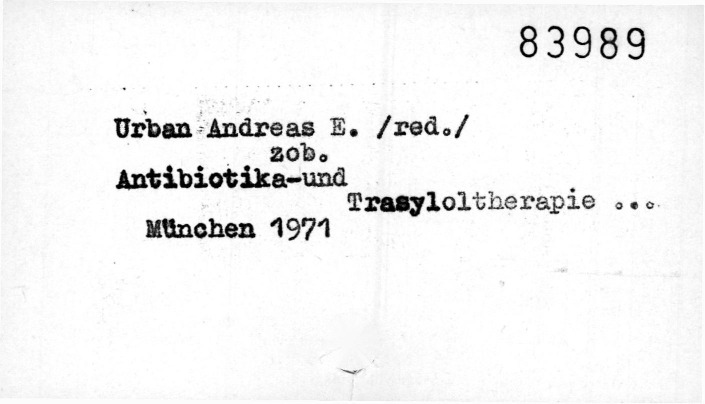 83989
Urban Andreas E. /red./
zob.
Antibiotika-und
Trasyloltherapie ...
München 1971